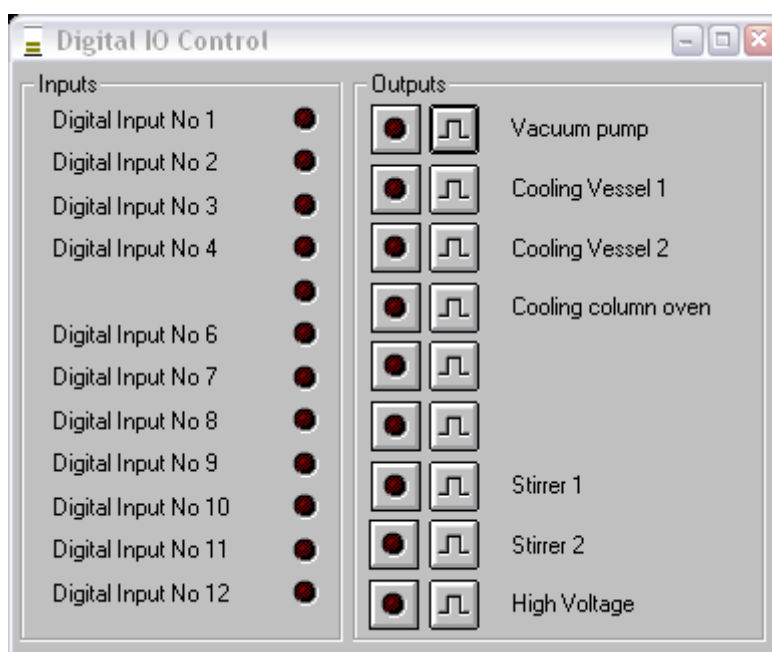 Digital IO Control
Inputs
Digital Input No 1
Digital Input No 2
Digital Input No 3
Digital Input No 4
Digital Input No 6
Digital Input No 7
Digital Input No 8
Digital Input No 9
Digital Input No 10
Digital Input No 11
Digital Input No 12
Outputs
Vacuum pump
Cooling Vessel 1
Cooling Vessel 2
Cooling column oven
Stirrer 1
Stirrer 2
High Voltage